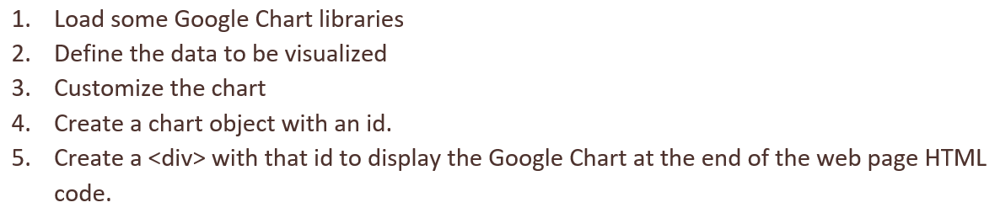 1. Load some Google Chart libraries
2. Define the data to be visualized
3. Customize the chart
4. Create a chart object with an id.
5. Create a <div> with that id to display the Google Chart at the end of the web page HTML
code.